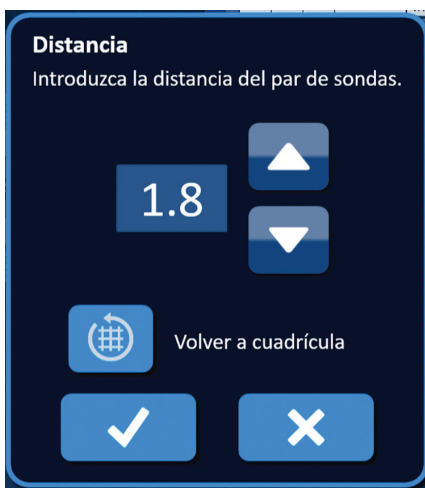 Distancia
Introduzca la distancia del par de sondas.
1.8
Volver a cuadrícula